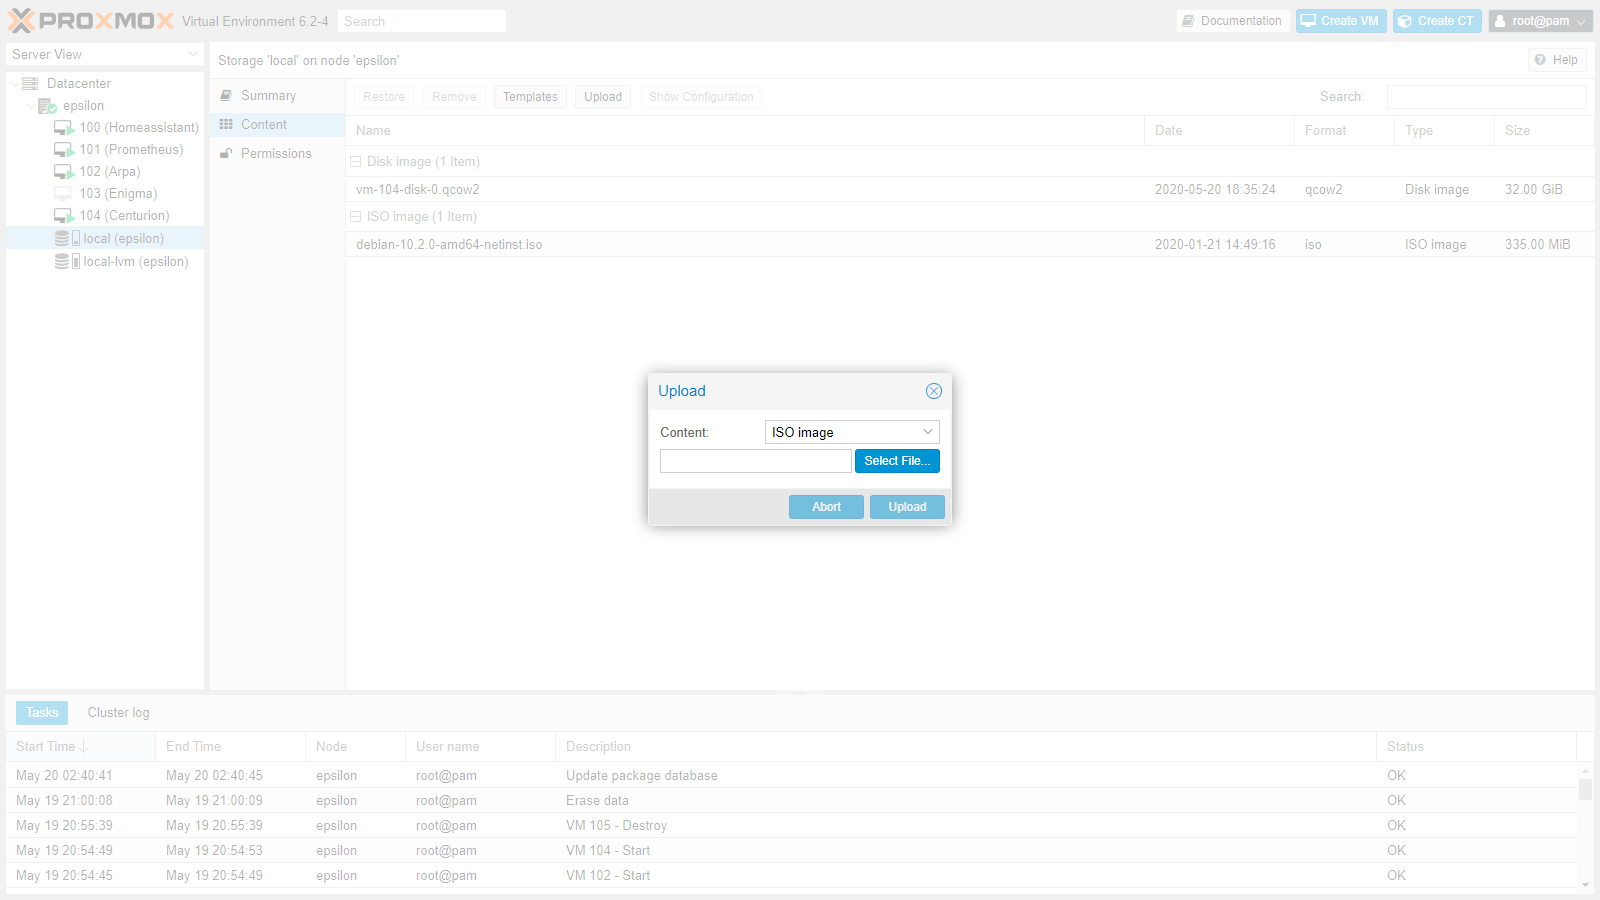 PROXMOX Virtual Environment 6.2-4 Search Documentation Create VM Create CT root@pam
Server View
Storage 'local' on node 'epsilon' Help
Datacenter
epsilon
100 (Homeassistant)
101 (Prometheus)
102 (Arpa)
103 (Enigma)
104 (Centurion)
local (epsilon)
local-lvm (epsilon)
Summary
Content
Permissions
Restore Remove Templates Upload Show Configuration Search:
Name Date Format Type Size
Disk image (1 Item)
vm-104-disk-0.qcow2 2020-05-20 18:35:24 qcow2 Disk image 32.00 GiB
ISO image (1 Item)
debian-10.2.0-amd64-netinst.iso 2020-01-21 14:49:16 iso ISO image 335.00 MiB
Upload
Content: ISO image
Select File...
Abort Upload
Tasks Cluster log
Start Time End Time Node User name Description Status
May 20 02:40:41 May 20 02:40:45 epsilon root@pam Update package database OK
May 19 21:00:08 May 19 21:00:09 epsilon root@pam Erase data OK
May 19 20:55:39 May 19 20:55:39 epsilon root@pam VM 105 - Destroy OK
May 19 20:54:49 May 19 20:54:53 epsilon root@pam VM 104 - Start OK
May 19 20:54:45 May 19 20:54:49 epsilon root@pam VM 102 - Start OK